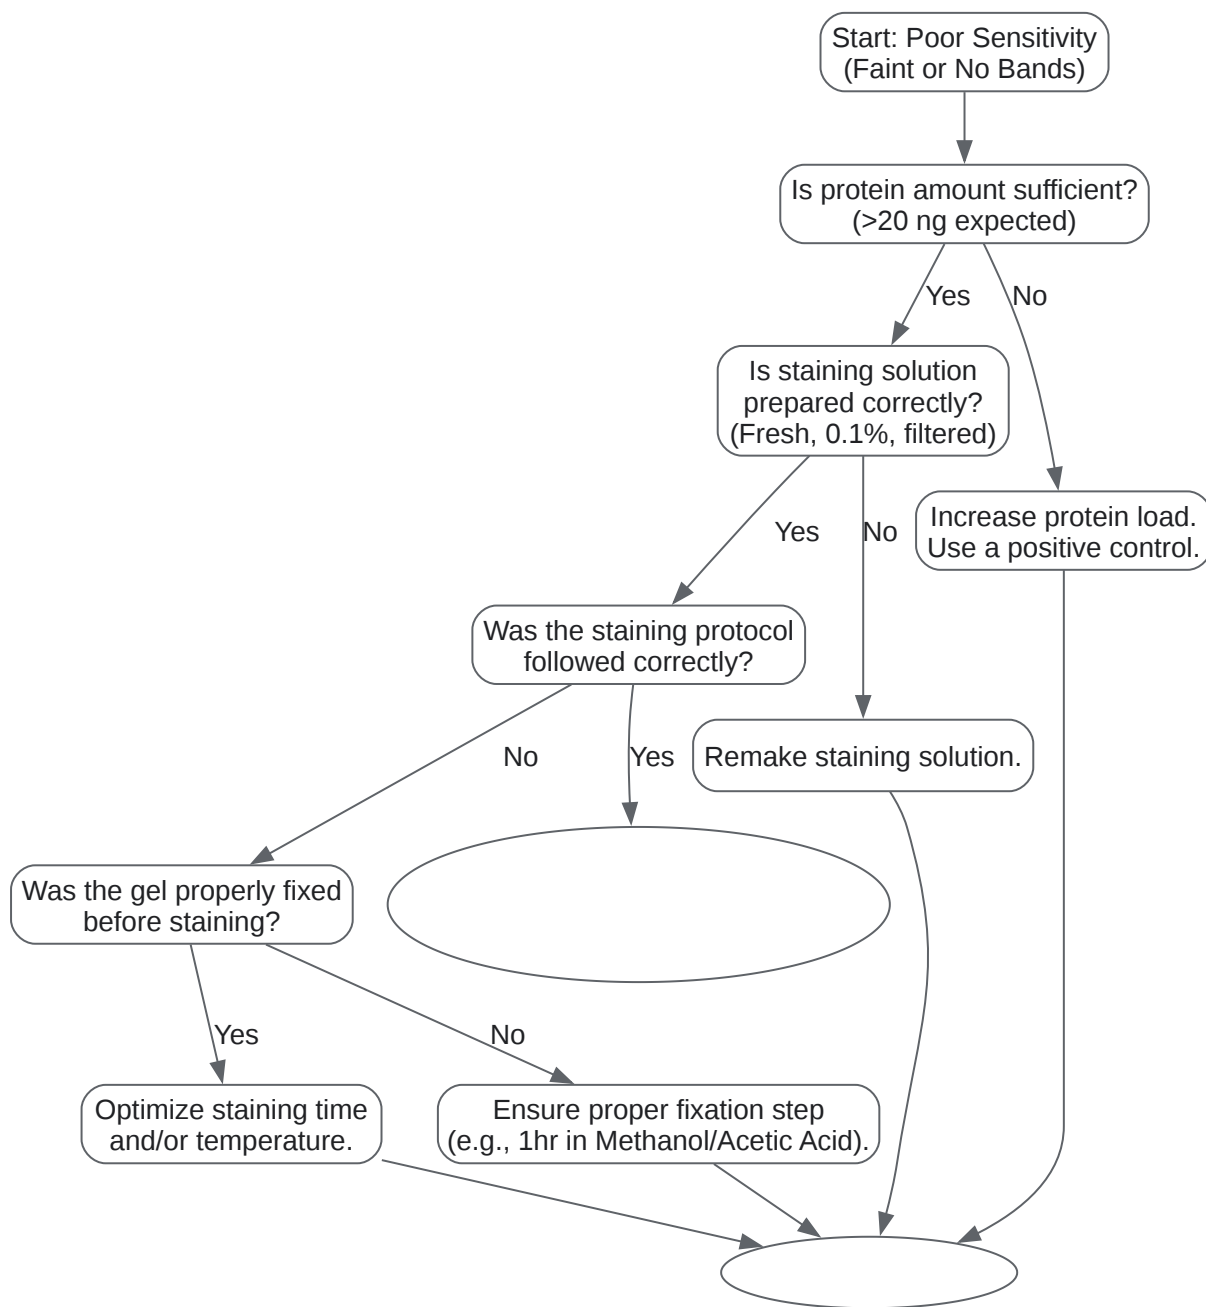 Start: Poor Sensitivity
(Faint or No Bands)
Is protein amount sufficient?
(>20 ng expected)
Yes
No
Is staining solution
prepared correctly?
(Fresh, 0.1%, filtered)
Increase protein load.
Use a positive control.
Yes
No
Was the staining protocol
followed correctly?
No
Yes
Remake staining solution.
Was the gel properly fixed
before staining?
Yes
No
Optimize staining time
and/or temperature.
Ensure proper fixation step
(e.g., 1hr in Methanol/Acetic Acid).